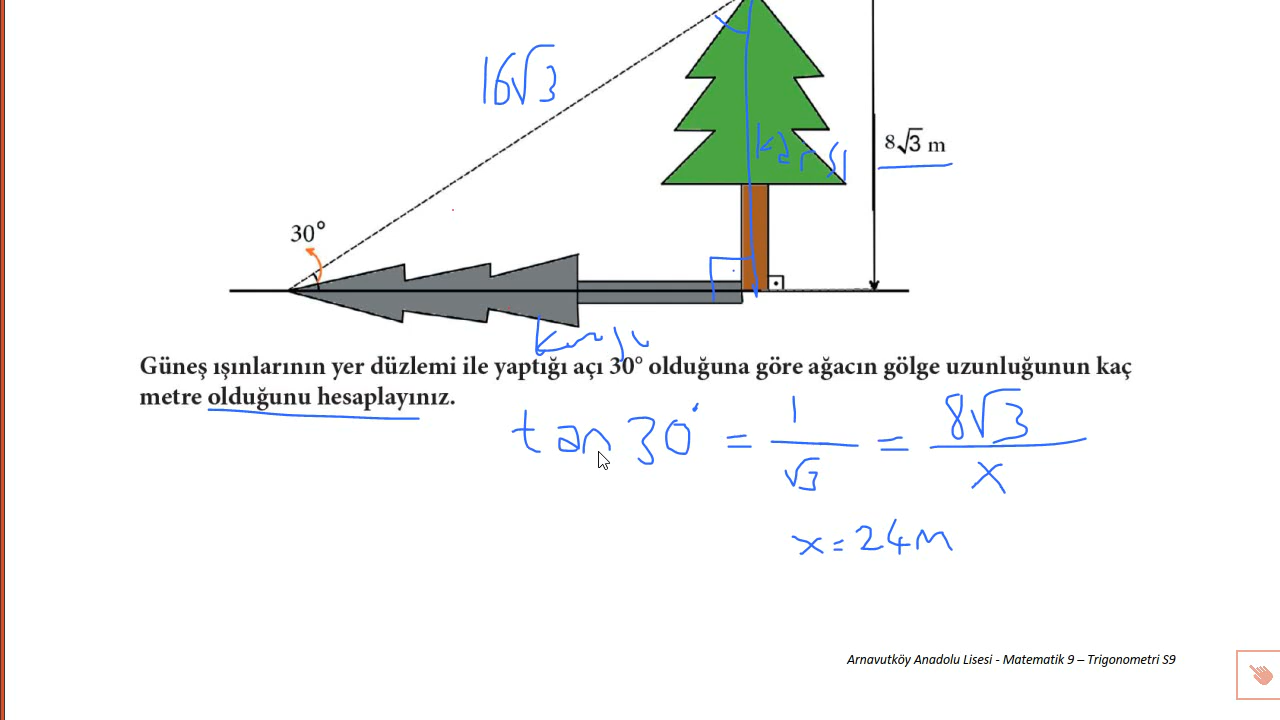 16√3
karşı
8√3 m
30°
komşu
Güneş ışınlarının yer düzlemi ile yaptığı açı 30° olduğuna göre ağacın gölge uzunluğunun kaç
metre olduğunu hesaplayınız.
tan 30° = 1/√3 = 8√3/x
x = 24m
Arnavutköy Anadolu Lisesi - Matematik 9 – Trigonometri S9